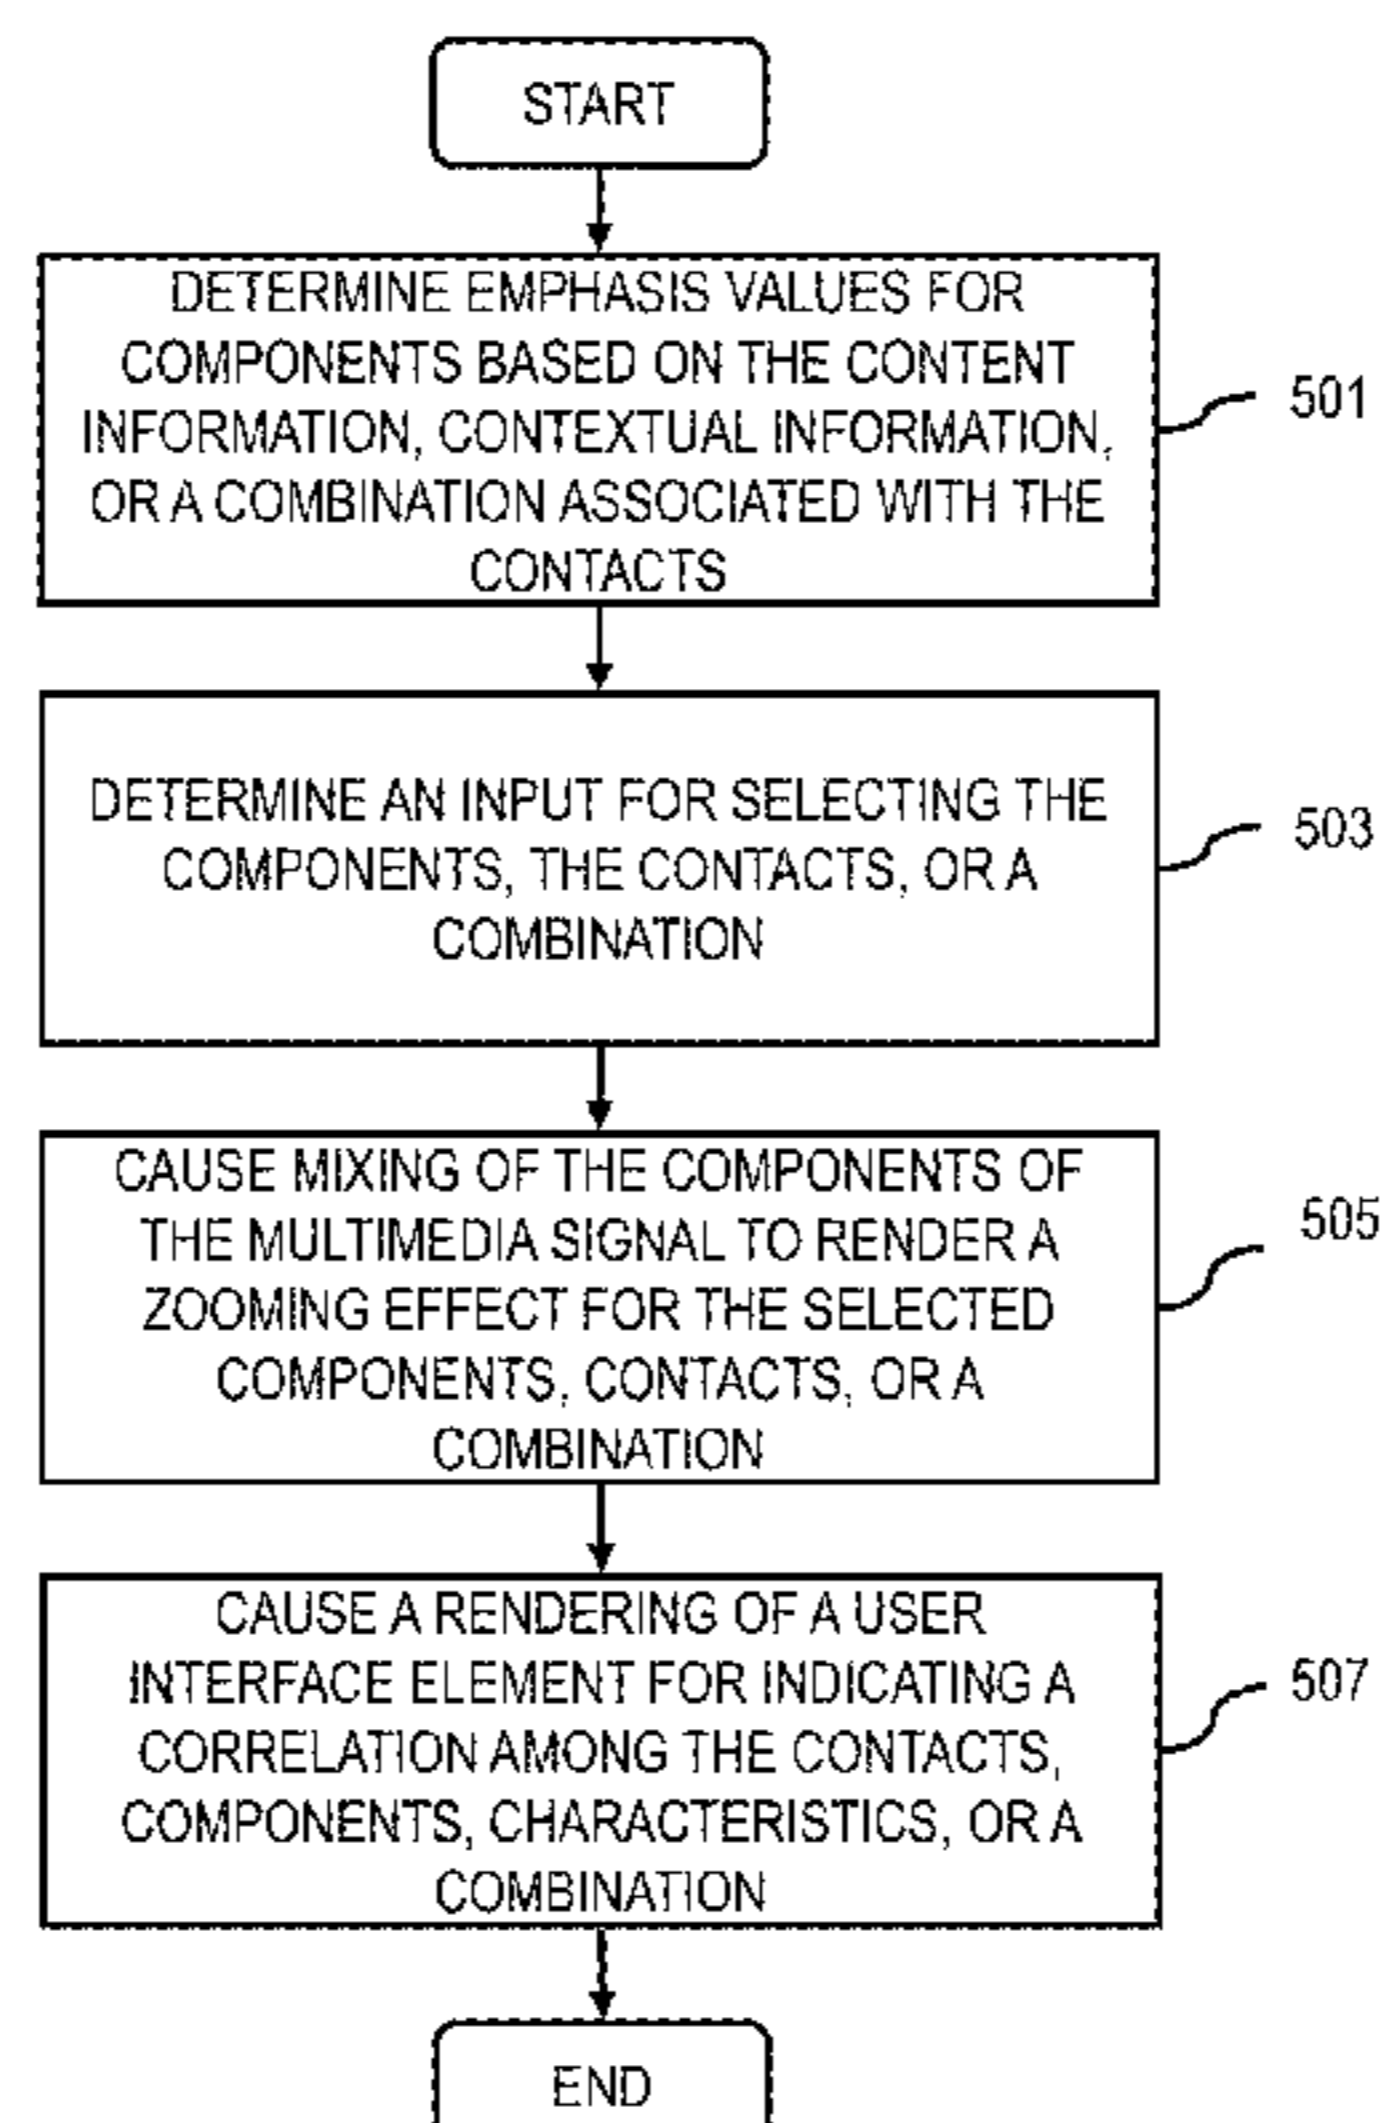 START
DETERMINE EMPHASIS VALUES FOR
COMPONENTS BASED ON THE CONTENT
INFORMATION, CONTEXTUAL INFORMATION,
OR A COMBINATION ASSOCIATED WITH THE
CONTACTS
501
DETERMINE AN INPUT FOR SELECTING THE
COMPONENTS, THE CONTACTS, OR A
COMBINATION
503
CAUSE MIXING OF THE COMPONENTS OF
THE MULTIMEDIA SIGNAL TO RENDER A
ZOOMING EFFECT FOR THE SELECTED
COMPONENTS, CONTACTS, OR A
COMBINATION
505
CAUSE A RENDERING OF A USER
INTERFACE ELEMENT FOR INDICATING A
CORRELATION AMONG THE CONTACTS,
COMPONENTS, CHARACTERISTICS, OR A
COMBINATION
507
END